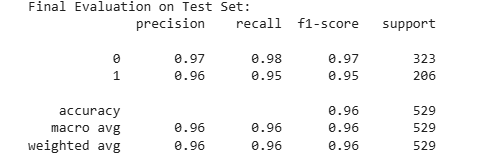 Final Evaluation on Test Set:
precision recall f1-score support
0 0.97 0.98 0.97 323
1 0.96 0.95 0.95 206
accuracy 0.96 529
macro avg 0.96 0.96 0.96 529
weighted avg 0.96 0.96 0.96 529